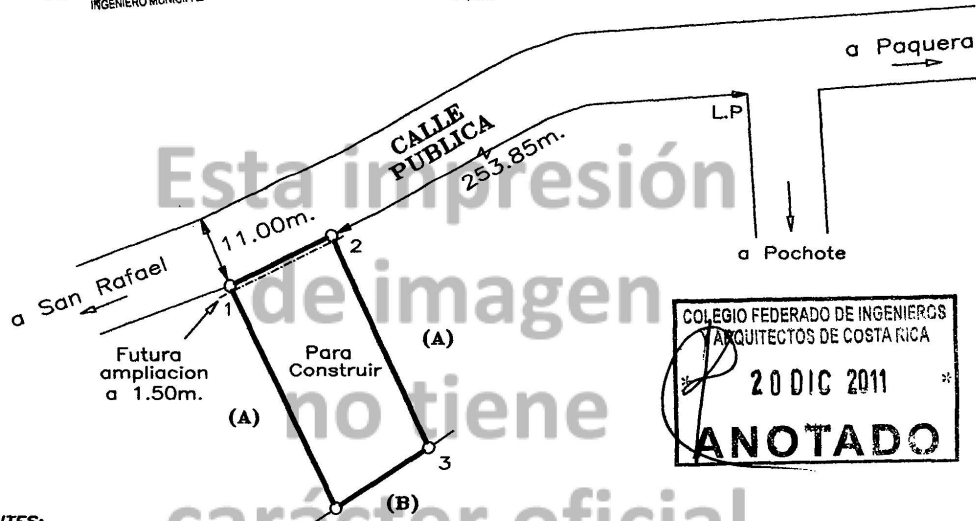 INGENIERO MUNICIPAL
a Paquera
L.P
CALLE
PUBLICA
253.85m.
Esta impresión
de imagen
no tiene
carácter oficial
11.00m.
a San Rafael
1
2
a Pochote
Futura
ampliacion
a 1.50m.
Para
Construir
(A)
(A)
3
(B)
COLEGIO FEDERADO DE INGENIEROS
Y ARQUITECTOS DE COSTA RICA
* 20 DIC 2011 *
ANOTADO